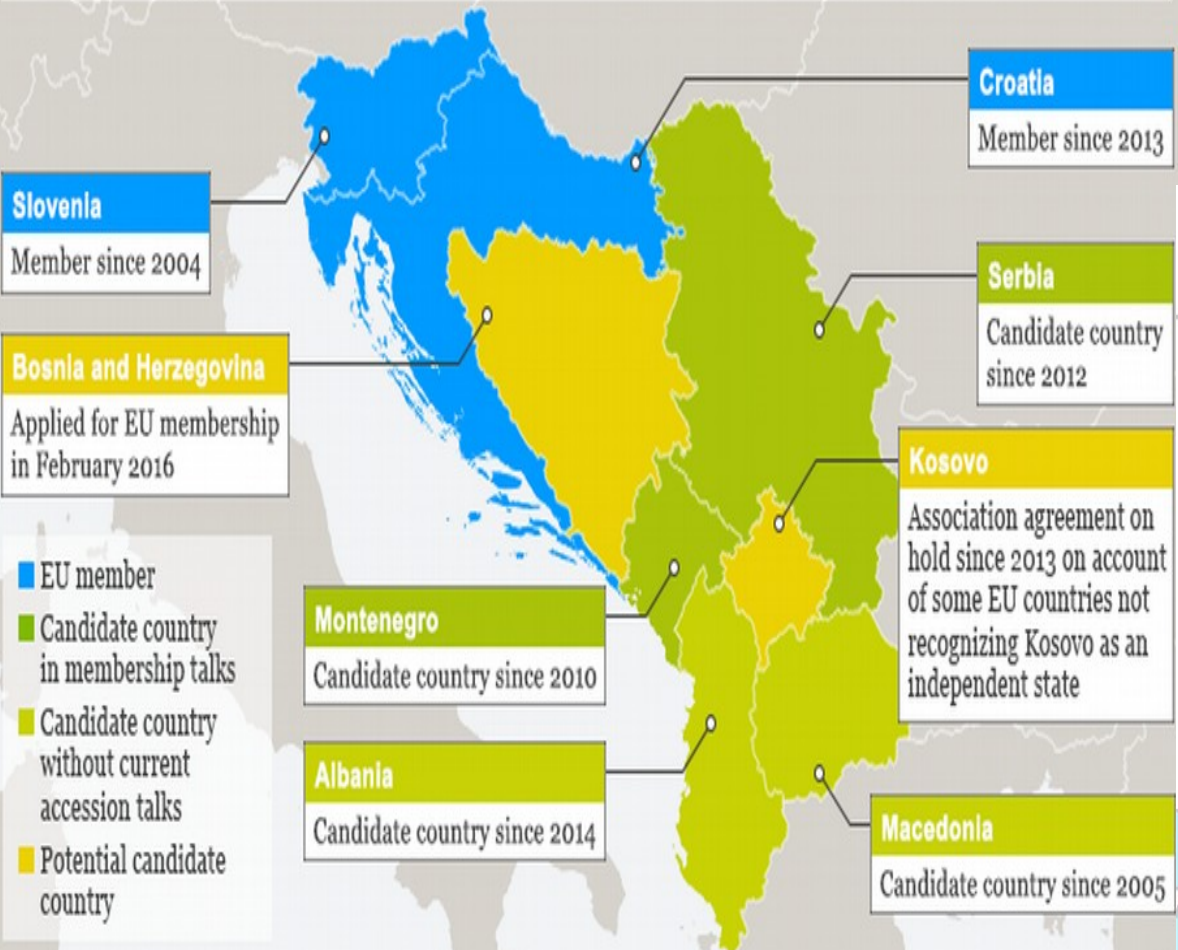 Croatia
Member since 2013
Slovenia
Member since 2004
Serbia
Candidate country
since 2012
Bosnia and Herzegovina
Applied for EU membership
in February 2016
Kosovo
Association agreement on
hold since 2013 on account
of some EU countries not
recognizing Kosovo as an
independent state
EU member
Candidate country
in membership talks
Candidate country
without current
accession talks
Potential candidate
country
Montenegro
Candidate country since 2010
Albania
Candidate country since 2014
Macedonia
Candidate country since 2005